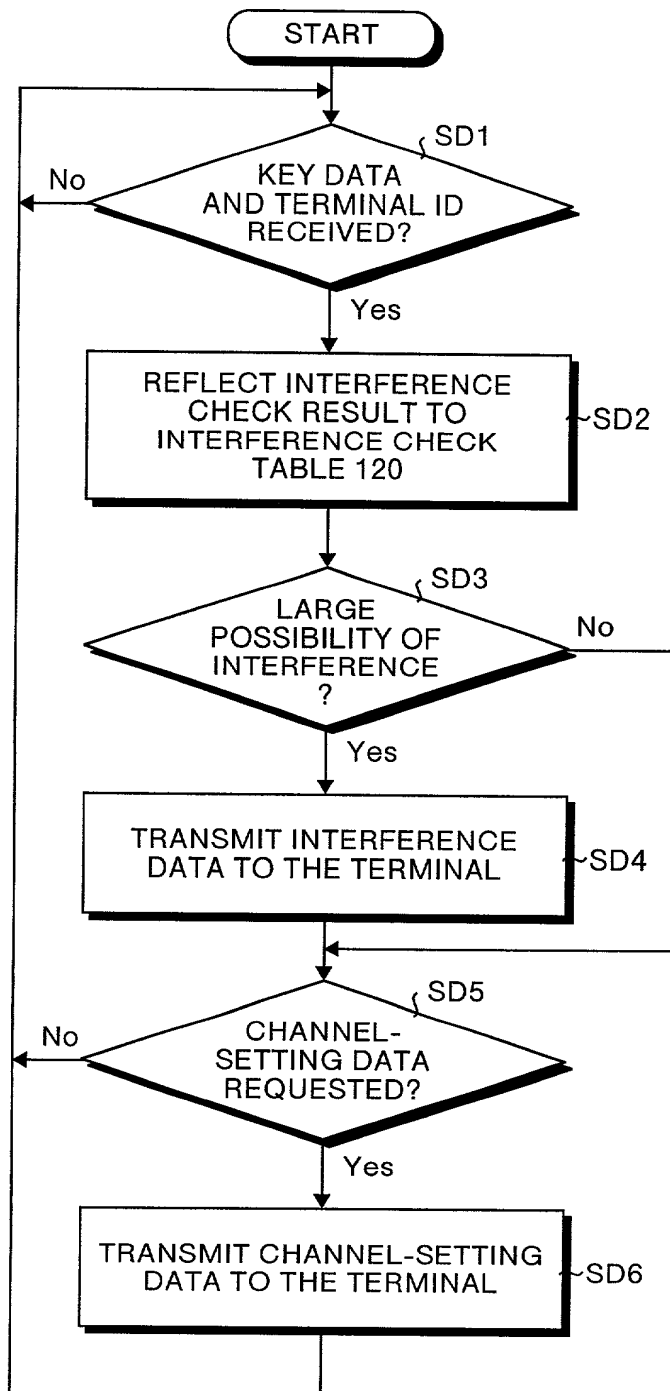 START
SD1
No
KEY DATA
AND TERMINAL ID
RECEIVED?
Yes
REFLECT INTERFERENCE
CHECK RESULT TO
INTERFERENCE CHECK
TABLE 120
SD2
SD3
LARGE
POSSIBILITY OF
INTERFERENCE
?
No
Yes
TRANSMIT INTERFERENCE
DATA TO THE TERMINAL
SD4
SD5
No
CHANNEL-
SETTING DATA
REQUESTED?
Yes
TRANSMIT CHANNEL-SETTING
DATA TO THE TERMINAL
SD6